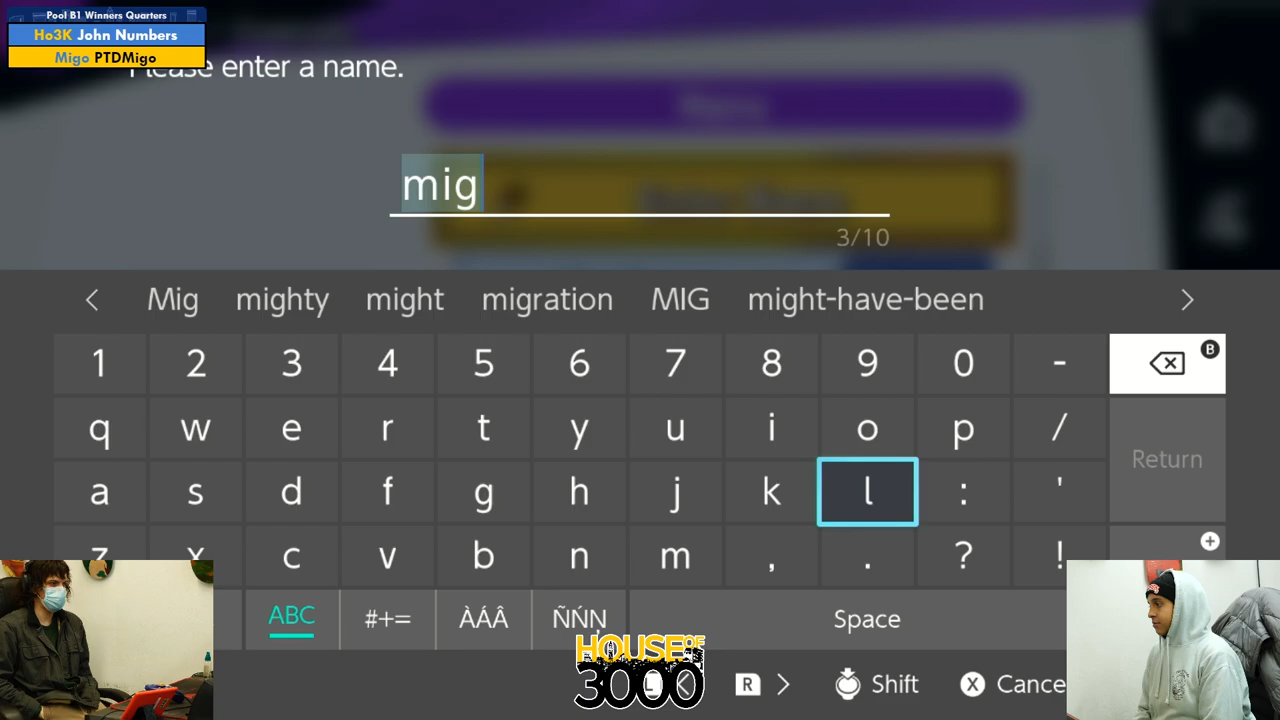 Pool B1 Winners Quarters
Ho3K John Numbers
Migo PTDMigo
Please enter a name.
mig
3/10
Mig mighty might migration MIG might-have-been
1 2 3 4 5 6 7 8 9 0 - B
q w e r t y u i o p /
Return
a s d f g h j k l : '
z x c v b n m , . ? ! +
ABC #+= ÀÁÂ ÑŃṆ Space
HOUSE OF
3000
L R Shift X Cance